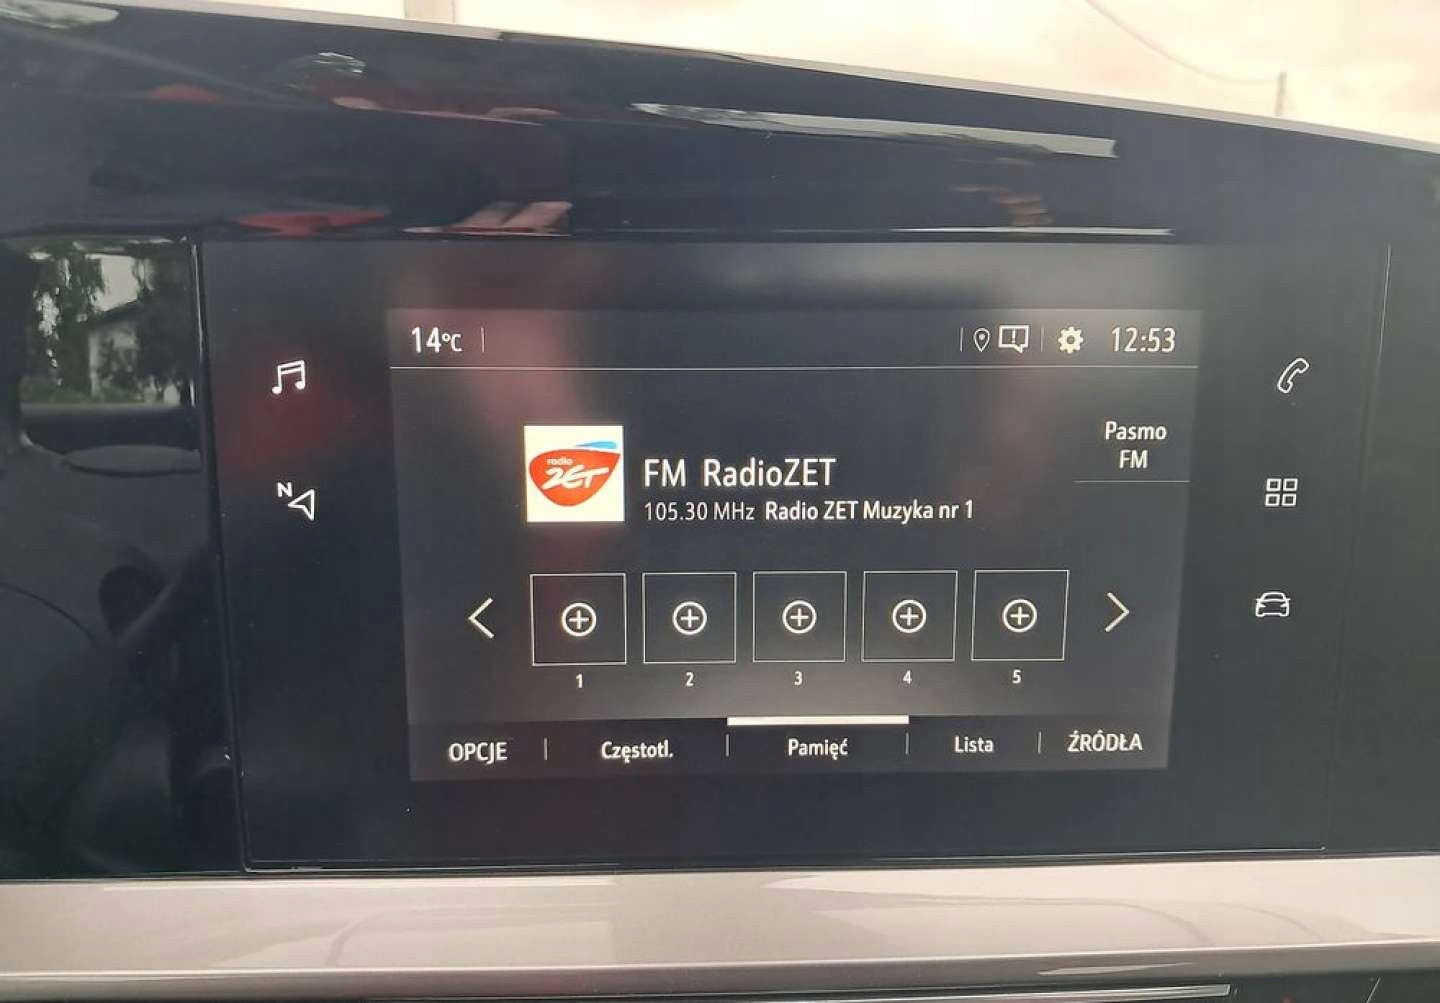 14°C
12:53
Pasmo
FM
radio
ZET
FM RadioZET
105.30 MHz Radio ZET Muzyka nr 1
N
1 2 3 4 5
OPCJE Częstotl. Pamięć Lista ŹRÓDŁA